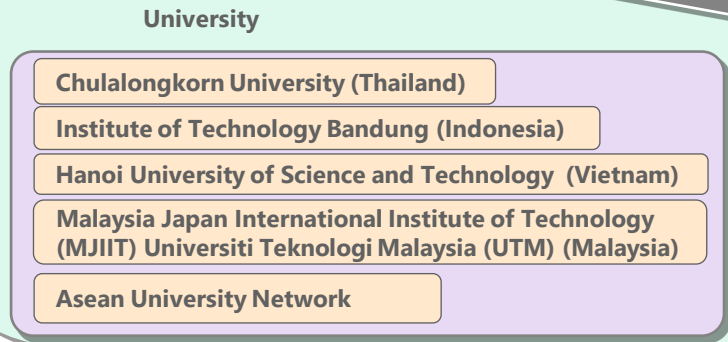 University
Chulalongkorn University (Thailand)
Institute of Technology Bandung (Indonesia)
Hanoi University of Science and Technology (Vietnam)
Malaysia Japan International Institute of Technology
(MJIIT) Universiti Teknologi Malaysia (UTM) (Malaysia)
Asean University Network